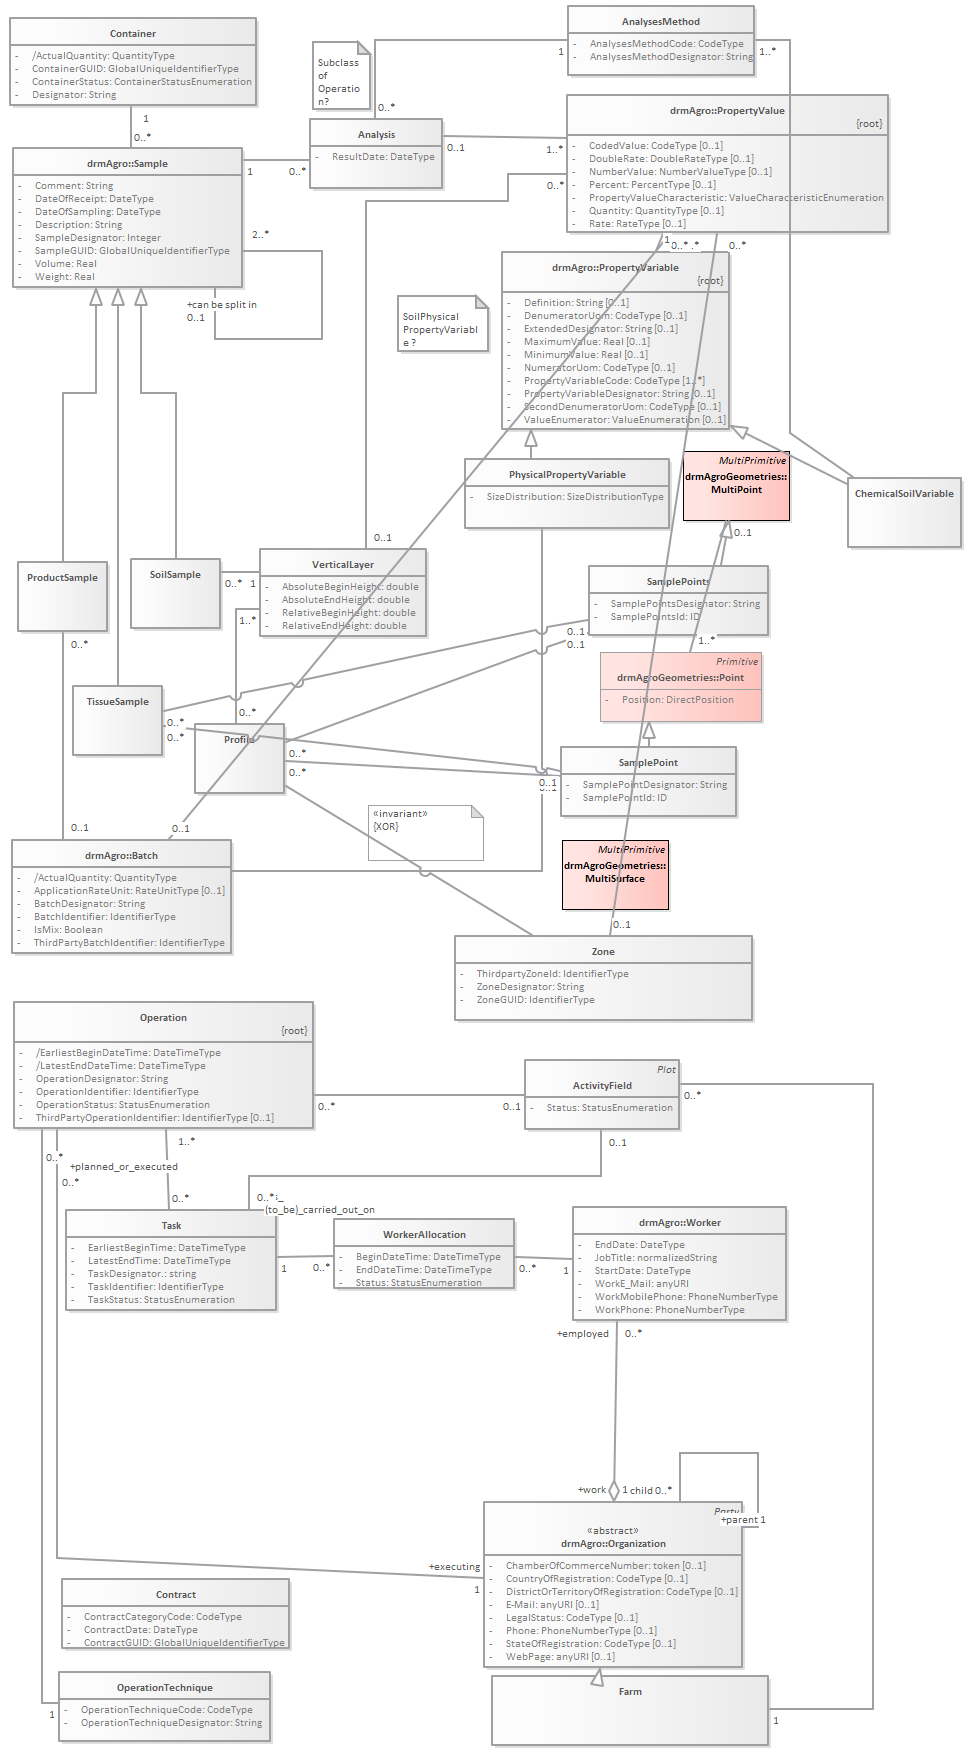 Container
- /ActualQuantity: QuantityType
- ContainerGUID: GlobalUniqueIdentifierType
- ContainerStatus: ContainerStatusEnumeration
- Designator: String
1
0..*
Subclass
of
Operatio
n?
AnalysesMethod
- AnalysesMethodCode: CodeType
- AnalysesMethodDesignator: String
1
1..*
0..*
Analysis
- ResultDate: DateType
0..1
1..*
0..*
drmAgro::PropertyValue
{root}
- CodedValue: CodeType [0..1]
- DoubleRate: DoubleRateType [0..1]
- NumberValue: NumberValueType [0..1]
- Percent: PercentType [0..1]
- PropertyValueCharacteristic: ValueCharacteristicEnumeration
- Quantity: QuantityType [0..1]
- Rate: RateType [0..1]
drmAgro::Sample
- Comment: String
- DateOfReceipt: DateType
- DateOfSampling: DateType
- Description: String
- SampleDesignator: Integer
- SampleGUID: GlobalUniqueIdentifierType
- Volume: Real
- Weight: Real
1
0..*
2..*
+can be split in
0..1
1
0..*
.*
0..*
drmAgro::PropertyVariable
{root}
- Definition: String [0..1]
- DenumeratorUom: CodeType [0..1]
- ExtendedDesignator: String [0..1]
- MaximumValue: Real [0..1]
- MinimumValue: Real [0..1]
- NumeratorUom: CodeType [0..1]
- PropertyVariableCode: CodeType [1..*]
- PropertyVariableDesignator: String [0..1]
- SecondDenumeratorUom: CodeType [0..1]
- ValueEnumerator: ValueEnumeration [0..1]
SoilPhysical
PropertyVariabl
e ?
PhysicalPropertyVariable
- SizeDistribution: SizeDistributionType
MultiPrimitive
drmAgroGeometries::
MultiPoint
0..1
ChemicalSoilVariable
0..1
ProductSample
0..*
SoilSample
0..*
1
VerticalLayer
- AbsoluteBeginHeight: double
- AbsoluteEndHeight: double
- RelativeBeginHeight: double
- RelativeEndHeight: double
1..*
SamplePoints
- SamplePointsDesignator: String
- SamplePointsId: ID
0..1
0..1
1..*
Primitive
drmAgroGeometries::Point
- Position: DirectPosition
TissueSample
0..*
0..*
0..*
Profile
0..*
0..*
SamplePoint
- SamplePointDesignator: String
- SamplePointId: ID
0..1
0..1
«invariant»
{XOR}
0..1
0..1
drmAgro::Batch
- /ActualQuantity: QuantityType
- ApplicationRateUnit: RateUnitType [0..1]
- BatchDesignator: String
- BatchIdentifier: IdentifierType
- IsMix: Boolean
- ThirdPartyBatchIdentifier: IdentifierType
MultiPrimitive
drmAgroGeometries::
MultiSurface
0..1
Zone
- ThirdpartyZoneId: IdentifierType
- ZoneDesignator: String
- ZoneGUID: IdentifierType
Operation
{root}
- /EarliestBeginDateTime: DateTimeType
- /LatestEndDateTime: DateTimeType
- OperationDesignator: String
- OperationIdentifier: IdentifierType
- OperationStatus: StatusEnumeration
- ThirdPartyOperationIdentifier: IdentifierType [0..1]
0..*
0..1
Plot
ActivityField
- Status: StatusEnumeration
0..*
0..1
1..*
0..*
+planned_or_executed
0..*
0..*
0..*
(to_be)_carried_out_on
Task
- EarliestBeginTime: DateTimeType
- LatestEndTime: DateTimeType
- TaskDesignator.: string
- TaskIdentifier: IdentifierType
- TaskStatus: StatusEnumeration
1
0..*
WorkerAllocation
- BeginDateTime: DateTimeType
- EndDateTime: DateTimeType
- Status: StatusEnumeration
0..*
1
drmAgro::Worker
- EndDate: DateType
- JobTitle: normalizedString
- StartDate: DateType
- WorkE_Mail: anyURI
- WorkMobilePhone: PhoneNumberType
- WorkPhone: PhoneNumberType
+employed
0..*
+work
1
child 0..*
+parent 1
«abstract»
drmAgro::Organization
- ChamberOfCommerceNumber: token [0..1]
- CountryOfRegistration: CodeType [0..1]
- DistrictOrTerritoryOfRegistration: CodeType [0..1]
- E-Mail: anyURI [0..1]
- LegalStatus: CodeType [0..1]
- Phone: PhoneNumberType [0..1]
- StateOfRegistration: CodeType [0..1]
- WebPage: anyURI [0..1]
+executing
1
Contract
- ContractCategoryCode: CodeType
- ContractDate: DateType
- ContractGUID: GlobalUniqueIdentifierType
OperationTechnique
- OperationTechniqueCode: CodeType
- OperationTechniqueDesignator: String
1
Farm
1